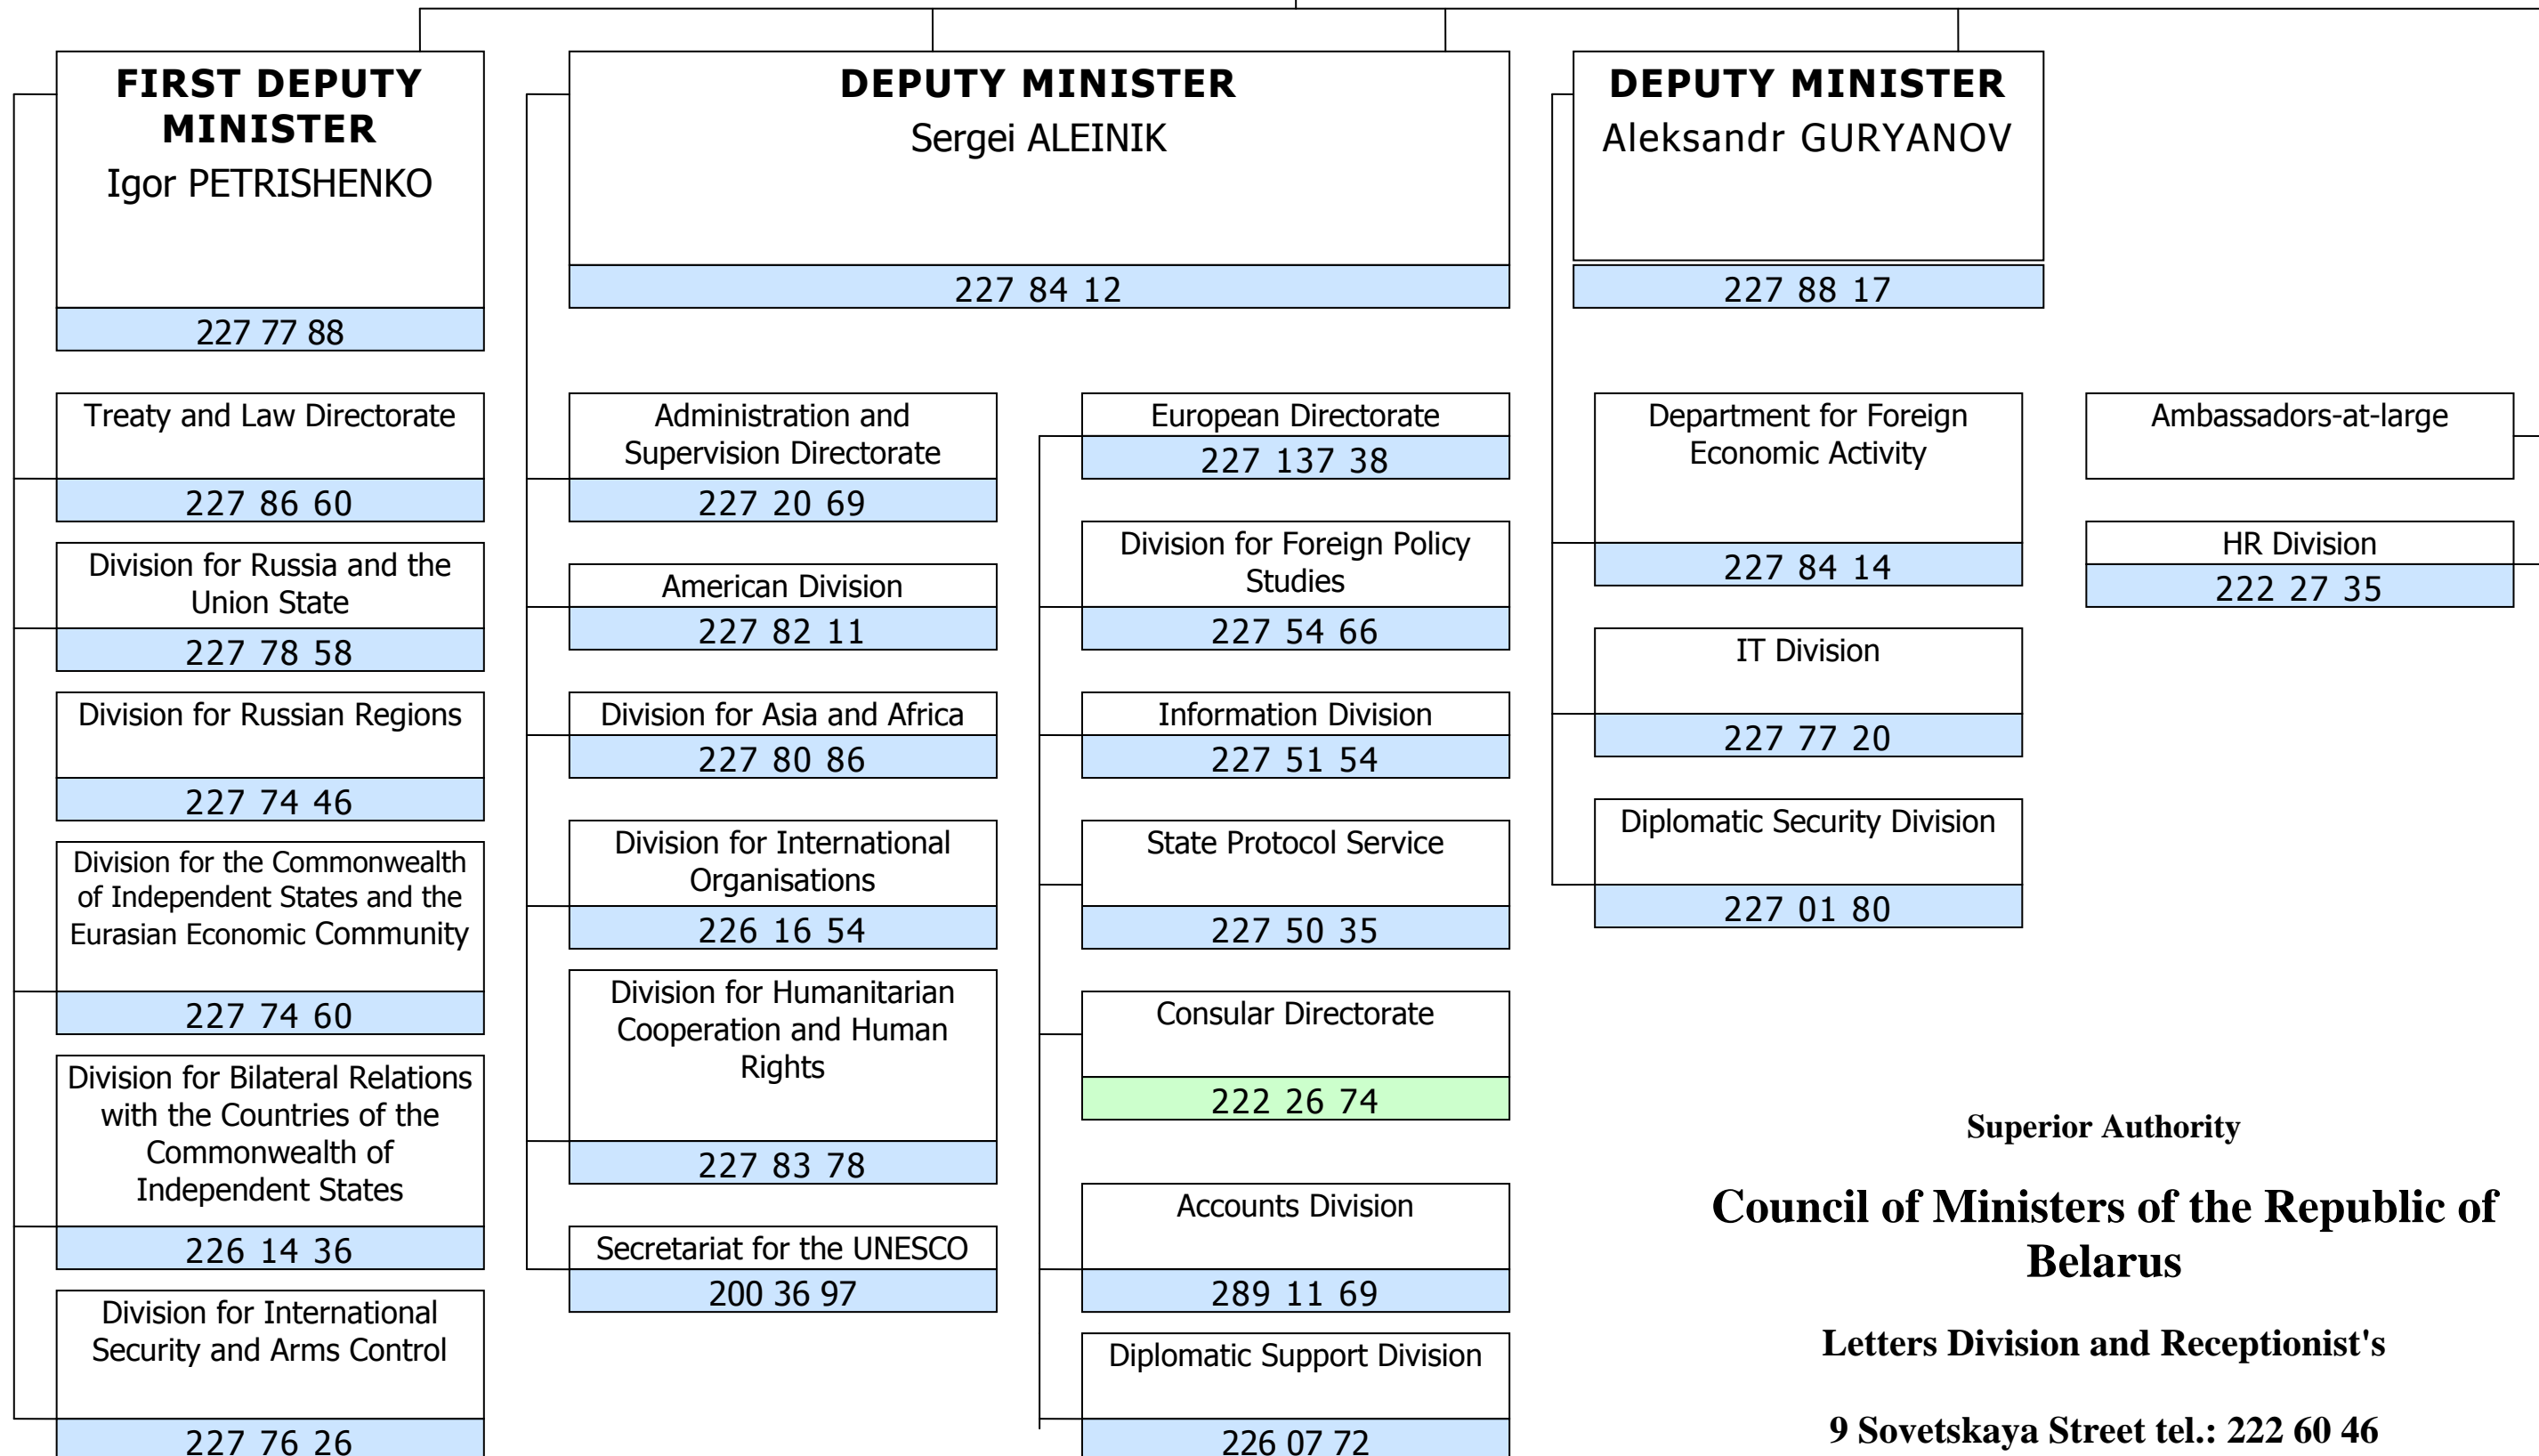 FIRST DEPUTY
MINISTER
Igor PETRISHENKO
227 77 88
Treaty and Law Directorate
227 86 60
Division for Russia and the
Union State
227 78 58
Division for Russian Regions
227 74 46
Division for the Commonwealth
of Independent States and the
Eurasian Economic Community
227 74 60
Division for Bilateral Relations
with the Countries of the
Commonwealth of
Independent States
226 14 36
Division for International
Security and Arms Control
227 76 26
DEPUTY MINISTER
Sergei ALEINIK
227 84 12
Administration and
Supervision Directorate
227 20 69
American Division
227 82 11
Division for Asia and Africa
227 80 86
Division for International
Organisations
226 16 54
Division for Humanitarian
Cooperation and Human
Rights
227 83 78
Secretariat for the UNESCO
200 36 97
European Directorate
227 137 38
Division for Foreign Policy
Studies
227 54 66
Information Division
227 51 54
State Protocol Service
227 50 35
Consular Directorate
222 26 74
Accounts Division
289 11 69
Diplomatic Support Division
226 07 72
DEPUTY MINISTER
Aleksandr GURYANOV
227 88 17
Department for Foreign
Economic Activity
227 84 14
IT Division
227 77 20
Diplomatic Security Division
227 01 80
Ambassadors-at-large
HR Division
222 27 35
Superior Authority
Council of Ministers of the Republic of
Belarus
Letters Division and Receptionist's
9 Sovetskaya Street tel.: 222 60 46